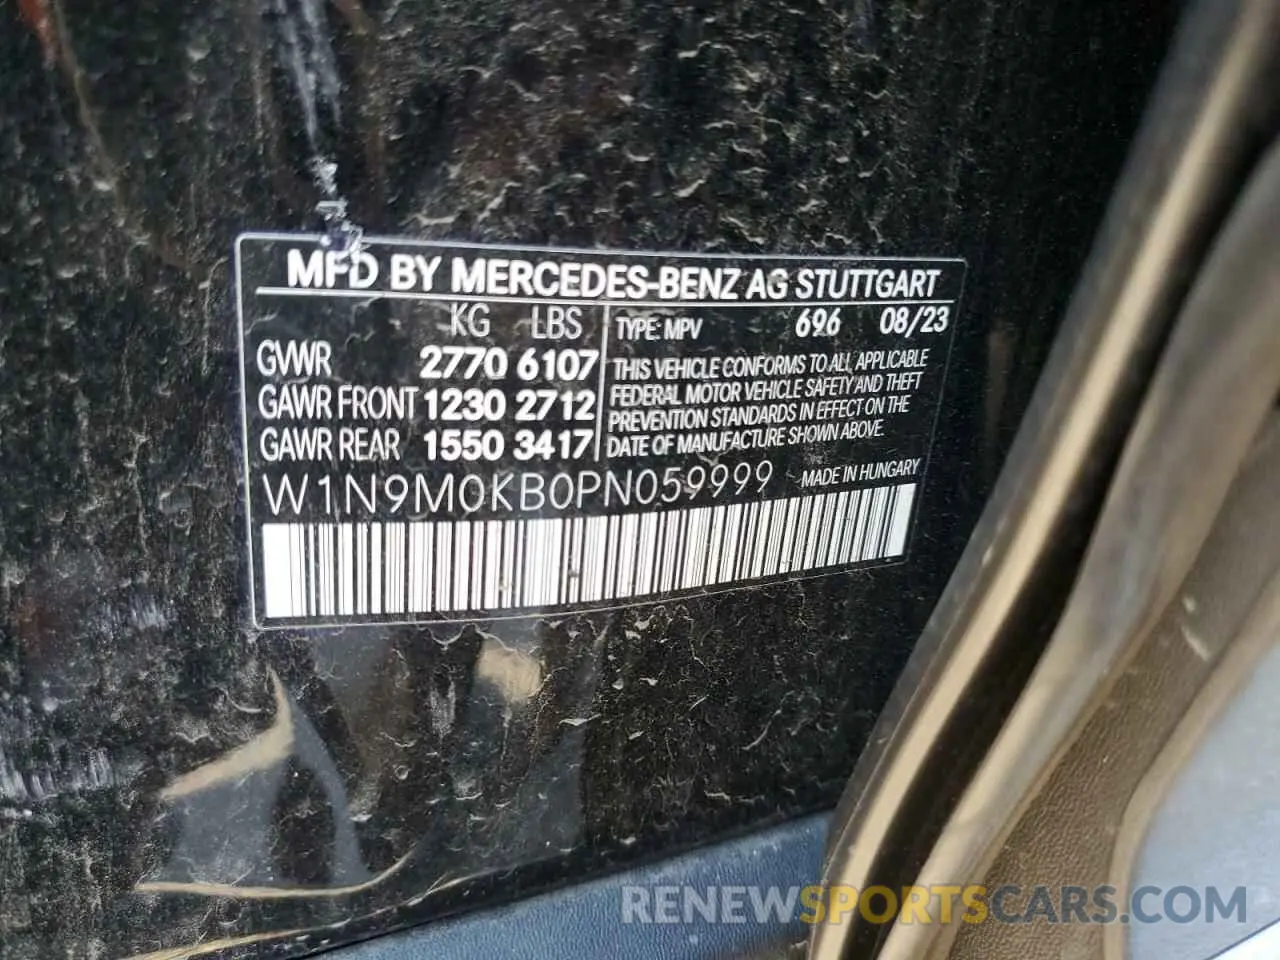 MFD BY MERCEDES-BENZ AG STUTTGART
KG LBS
GVWR 2770 6107
GAWR FRONT 1230 2712
GAWR REAR 1550 3417
TYPE: MPV 696 08/23
THIS VEHICLE CONFORMS TO ALL APPLICABLE
FEDERAL MOTOR VEHICLE SAFETY AND THEFT
PREVENTION STANDARDS IN EFFECT ON THE
DATE OF MANUFACTURE SHOWN ABOVE.
W1N9M0KB0PN059999 MADE IN HUNGARY
RENEWSPORTSCARS.COM